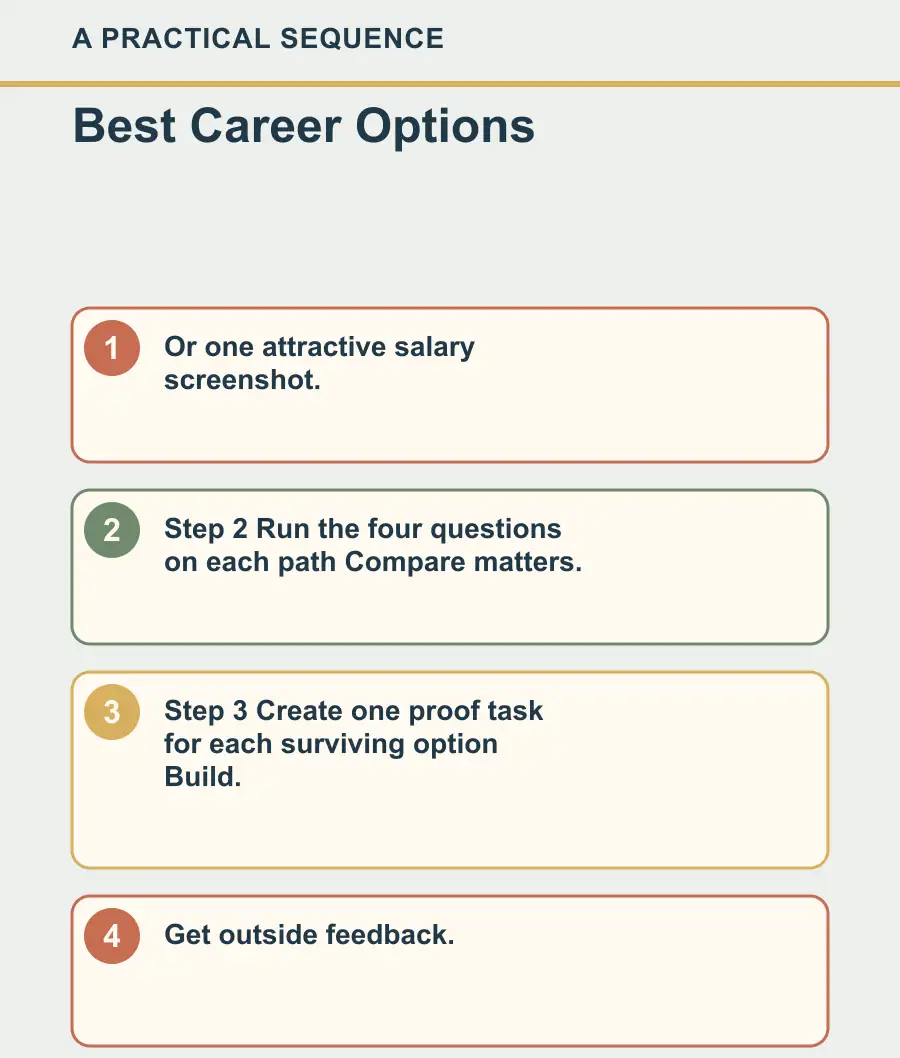 A PRACTICAL SEQUENCE
Best Career Options
1
Or one attractive salary
screenshot.
2
Step 2 Run the four questions
on each path Compare matters.
3
Step 3 Create one proof task
for each surviving option
Build.
4
Get outside feedback.